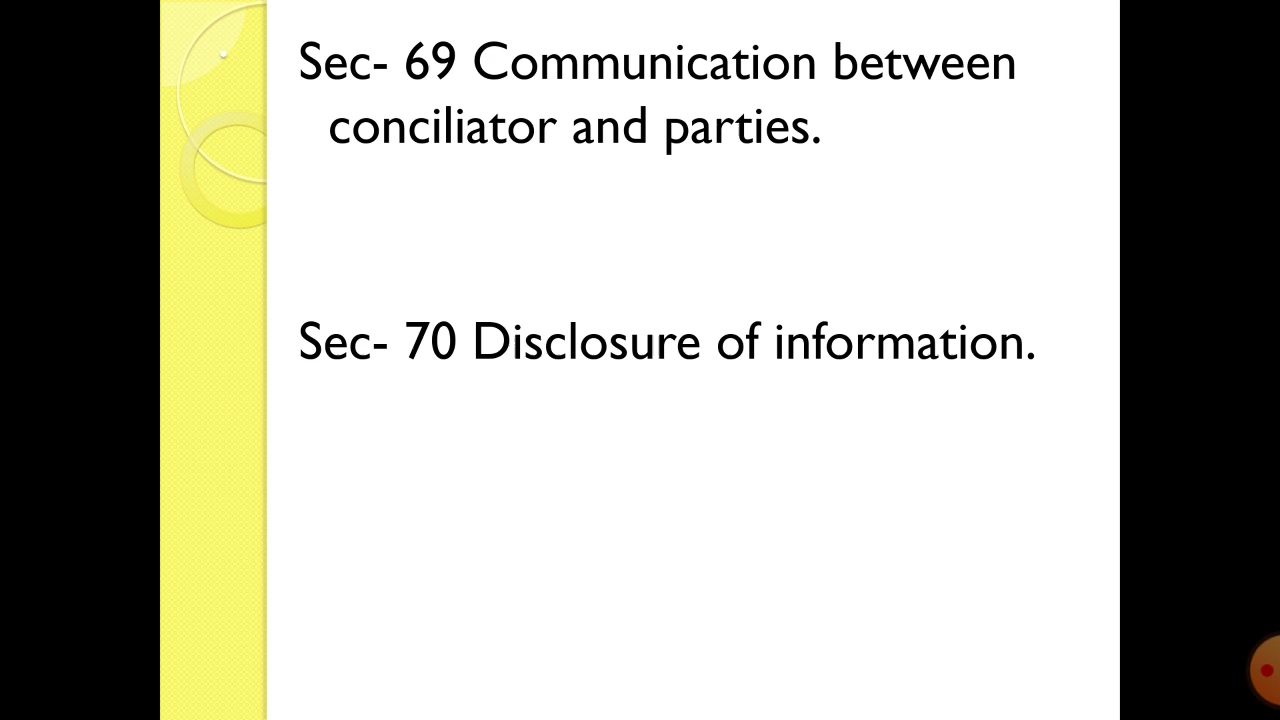 Sec- 69 Communication between
conciliator and parties.
Sec- 70 Disclosure of information.